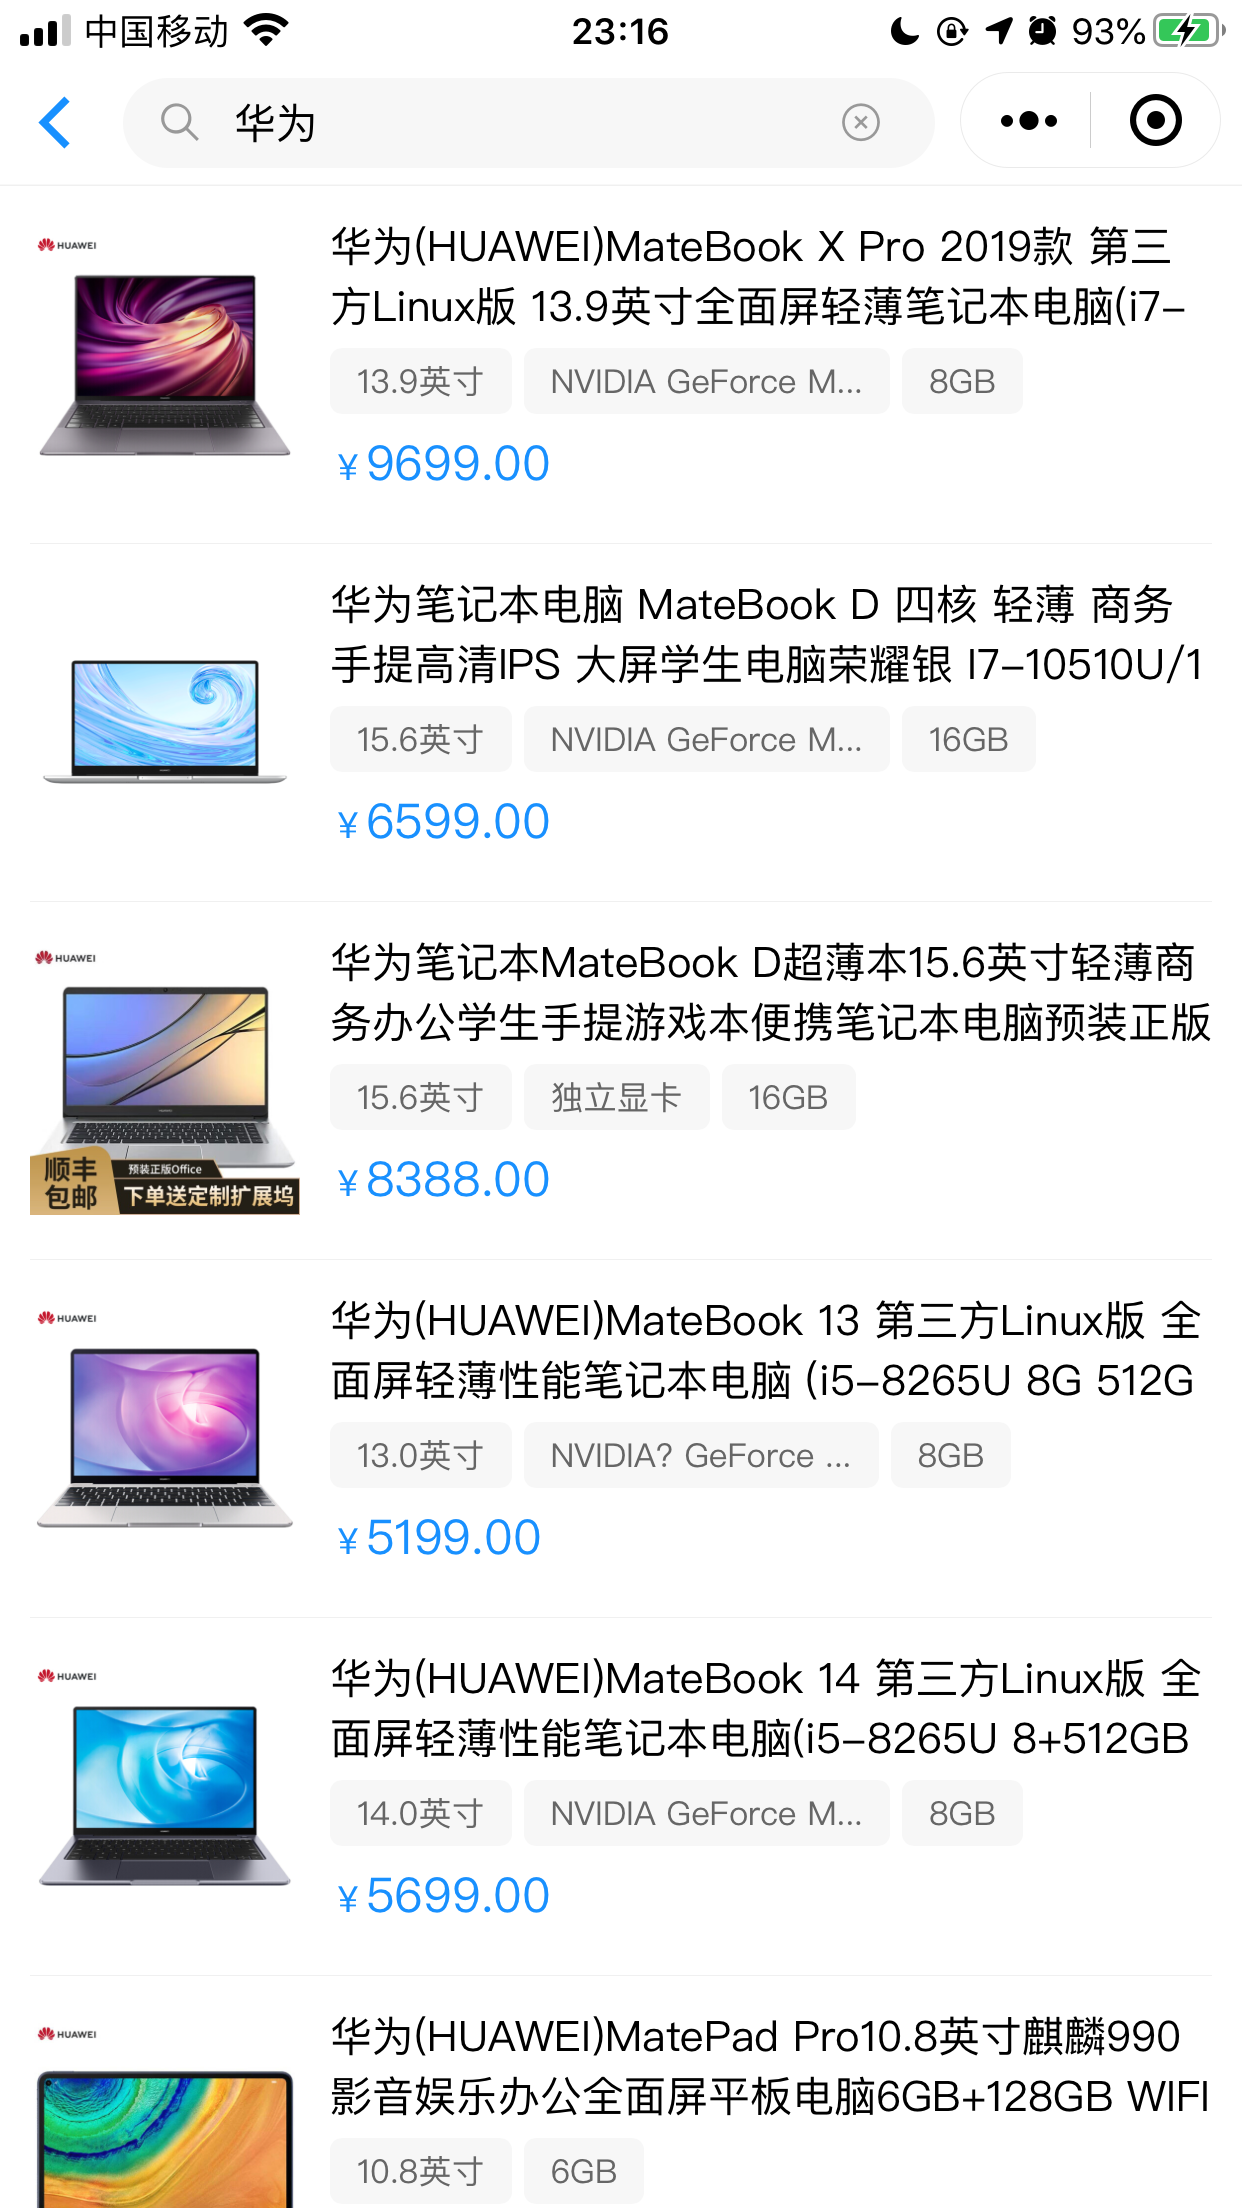 中国移动
23:16
93%
华为
HUAWEI
华为(HUAWEI)MateBook X Pro 2019款 第三
方Linux版 13.9英寸全面屏轻薄笔记本电脑(i7-
13.9英寸 NVIDIA GeForce M... 8GB
¥9699.00
华为笔记本电脑 MateBook D 四核 轻薄 商务
手提高清IPS 大屏学生电脑荣耀银 I7-10510U/1
15.6英寸 NVIDIA GeForce M... 16GB
¥6599.00
HUAWEI
顺丰
包邮
预装正版Office
下单送定制扩展坞
华为笔记本MateBook D超薄本15.6英寸轻薄商
务办公学生手提游戏本便携笔记本电脑预装正版
15.6英寸 独立显卡 16GB
¥8388.00
HUAWEI
华为(HUAWEI)MateBook 13 第三方Linux版 全
面屏轻薄性能笔记本电脑 (i5-8265U 8G 512G
13.0英寸 NVIDIA? GeForce ... 8GB
¥5199.00
HUAWEI
华为(HUAWEI)MateBook 14 第三方Linux版 全
面屏轻薄性能笔记本电脑(i5-8265U 8+512GB
14.0英寸 NVIDIA GeForce M... 8GB
¥5699.00
HUAWEI
华为(HUAWEI)MatePad Pro10.8英寸麒麟990
影音娱乐办公全面屏平板电脑6GB+128GB WIFI
10.8英寸 6GB